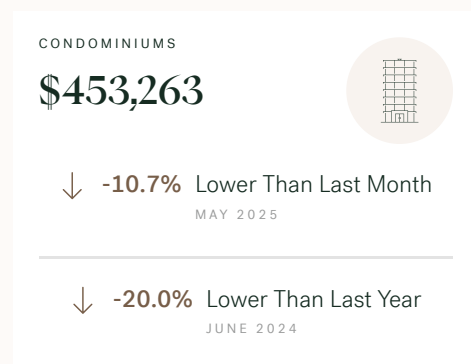 CONDOMINIUMS
$453,263
-10.7% Lower Than Last Month
MAY 2025
-20.0% Lower Than Last Year
JUNE 2024